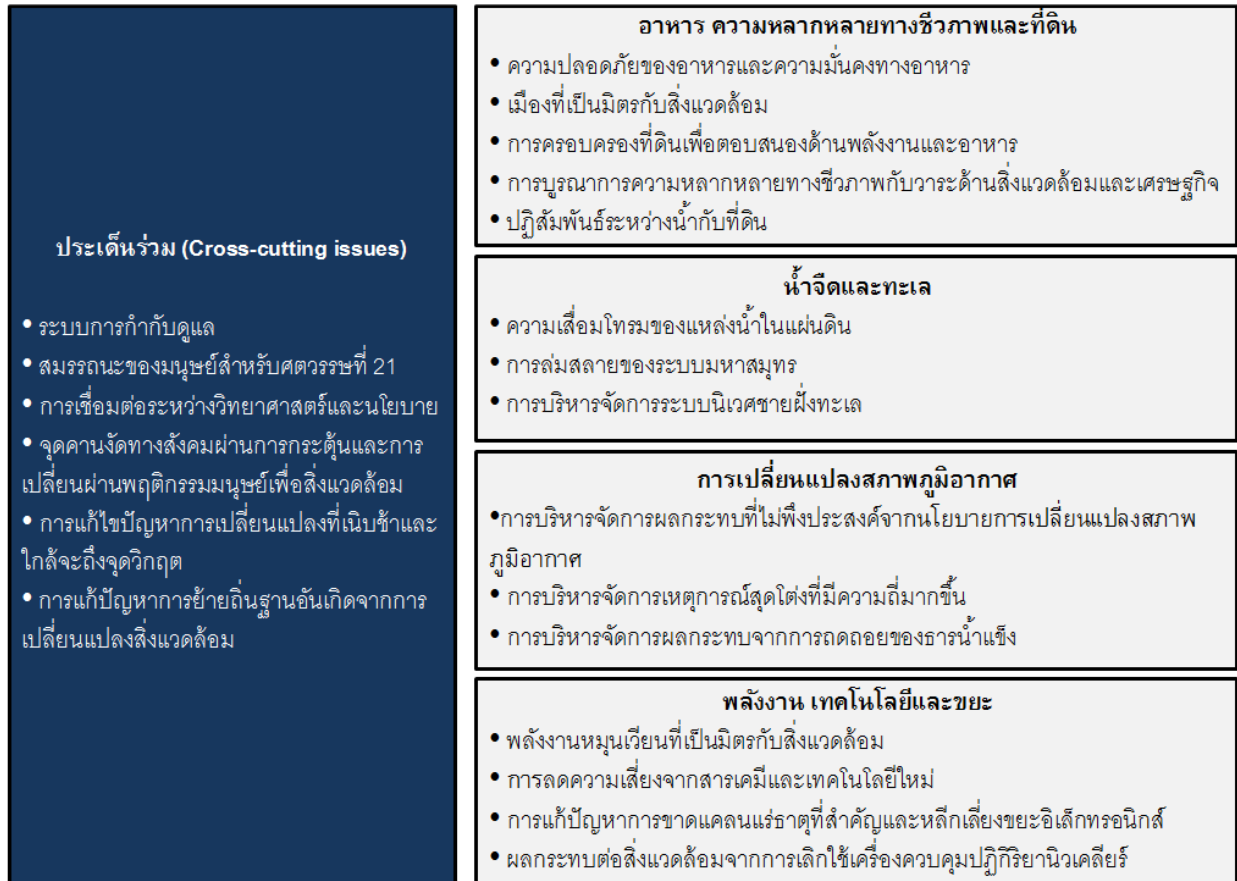 ประเด็นร่วม (Cross-cutting issues)
• ระบบการกำกับดูแล
• สมรรถนะของมนุษย์สำหรับศตวรรษที่ 21
• การเชื่อมต่อระหว่างวิทยาศาสตร์และนโยบาย
• จุดคานงัดทางสังคมผ่านการกระตุ้นและการ
เปลี่ยนผ่านพฤติกรรมมนุษย์เพื่อสิ่งแวดล้อม
• การแก้ไขปัญหาการเปลี่ยนแปลงที่เนิบช้าและ
ใกล้จะถึงจุดวิกฤต
• การแก้ปัญหาการย้ายถิ่นฐานอันเกิดจากการ
เปลี่ยนแปลงสิ่งแวดล้อม
อาหาร ความหลากหลายทางชีวภาพและที่ดิน
• ความปลอดภัยของอาหารและความมั่นคงทางอาหาร
• เมืองที่เป็นมิตรกับสิ่งแวดล้อม
• การครอบครองที่ดินเพื่อตอบสนองด้านพลังงานและอาหาร
• การบูรณาการความหลากหลายทางชีวภาพกับวาระด้านสิ่งแวดล้อมและเศรษฐกิจ
• ปฏิสัมพันธ์ระหว่างน้ำกับที่ดิน
น้ำจืดและทะเล
• ความเสื่อมโทรมของแหล่งน้ำในแผ่นดิน
• การล่มสลายของระบบมหาสมุทร
• การบริหารจัดการระบบนิเวศชายฝั่งทะเล
การเปลี่ยนแปลงสภาพภูมิอากาศ
•การบริหารจัดการผลกระทบที่ไม่พึงประสงค์จากนโยบายการเปลี่ยนแปลงสภาพ
ภูมิอากาศ
• การบริหารจัดการเหตุการณ์สุดโต่งที่มีความถี่มากขึ้น
• การบริหารจัดการผลกระทบจากการถดถอยของธารน้ำแข็ง
พลังงาน เทคโนโลยีและขยะ
• พลังงานหมุนเวียนที่เป็นมิตรกับสิ่งแวดล้อม
• การลดความเสี่ยงจากสารเคมีและเทคโนโลยีใหม่
• การแก้ปัญหาการขาดแคลนแร่ธาตุที่สำคัญและหลีกเลี่ยงขยะอิเล็กทรอนิกส์
• ผลกระทบต่อสิ่งแวดล้อมจากการเลิกใช้เครื่องควบคุมปฏิกิริยานิวเคลียร์